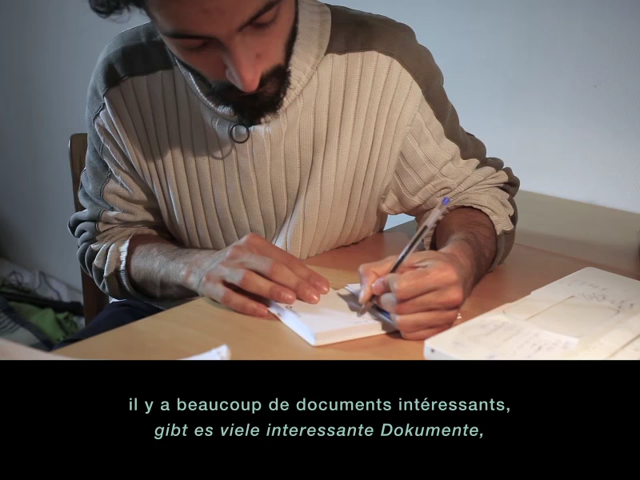 il y a beaucoup de documents intéressants,
gibt es viele interessante Dokumente,